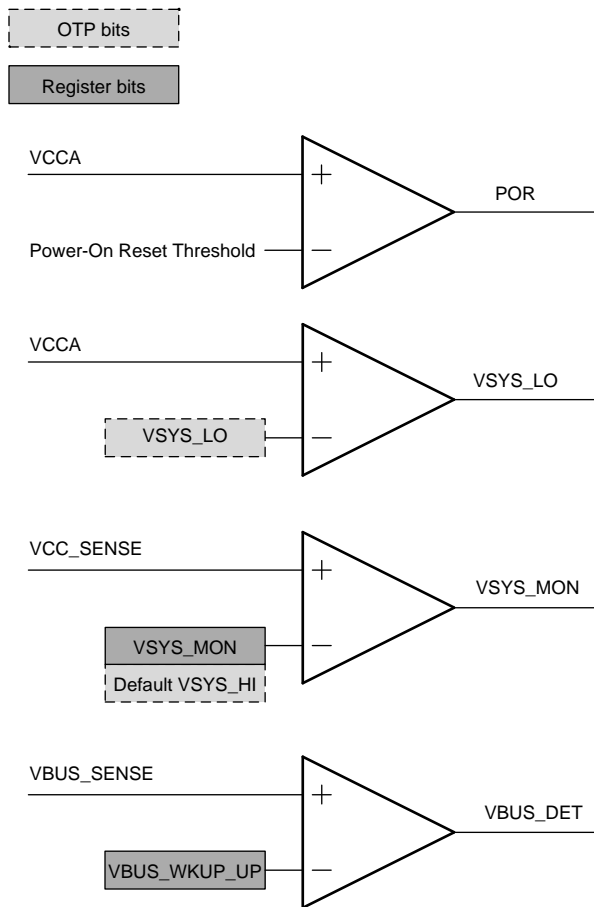 OTP bits
Register bits
VCCA
+
POR
Power-On Reset Threshold
−
VCCA
+
VSYS_LO
VSYS_LO
−
VCC_SENSE
+
VSYS_MON
VSYS_MON
−
Default VSYS_HI
VBUS_SENSE
+
VBUS_DET
VBUS_WKUP_UP
−